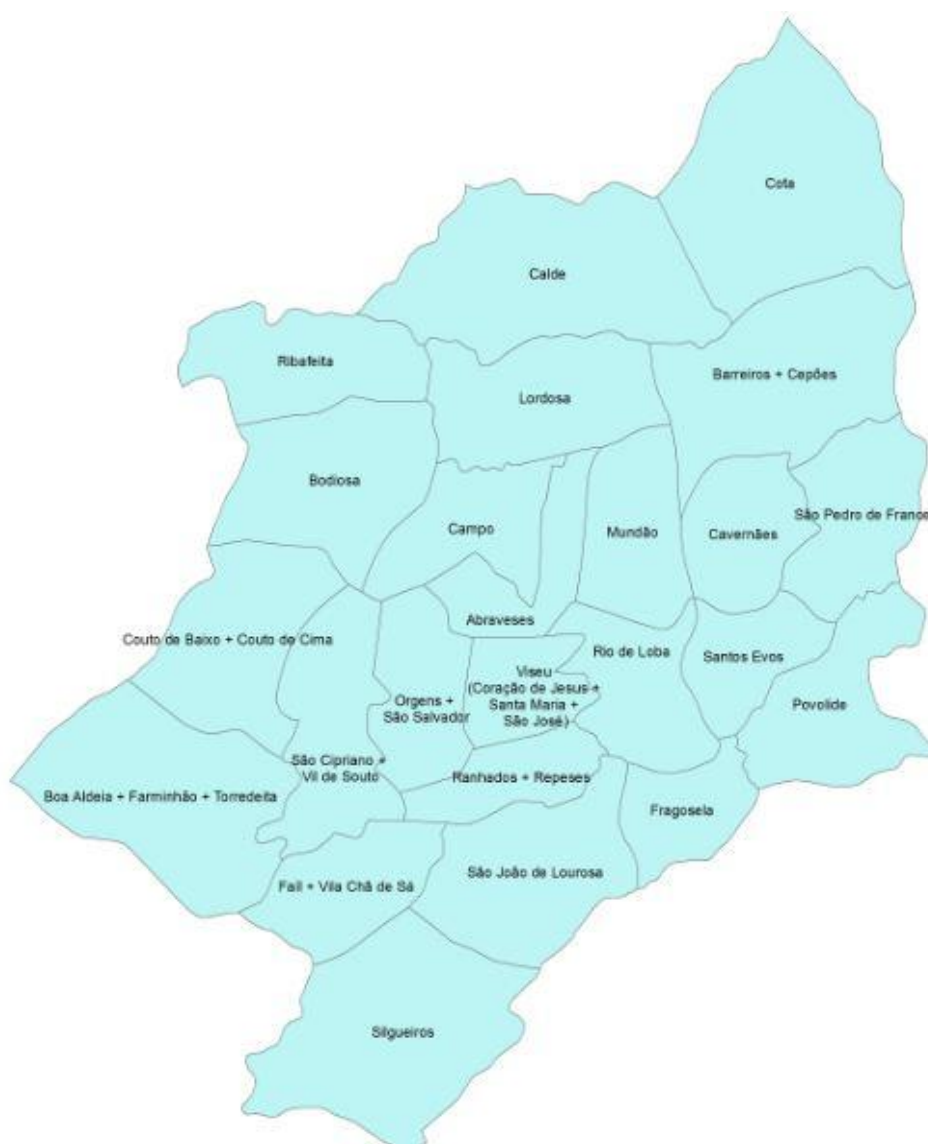 Cota
Calde
Ribafeita
Barreiros + Cepões
Lordosa
Bodiosa
São Pedro de France
Campo
Mundão
Cavernães
Abraveses
Couto de Baixo + Couto de Cima
Rio de Loba
Santos Evos
Viseu
(Coração de Jesus +
Santa Maria +
São José)
Orgens +
São Salvador
Povolide
São Cipriano +
Vil de Souto
Ranhados + Repeses
Boa Aldeia + Farminhão + Torredeita
Fragosela
São João de Lourosa
Faíl + Vila Chã de Sá
Silgueiros